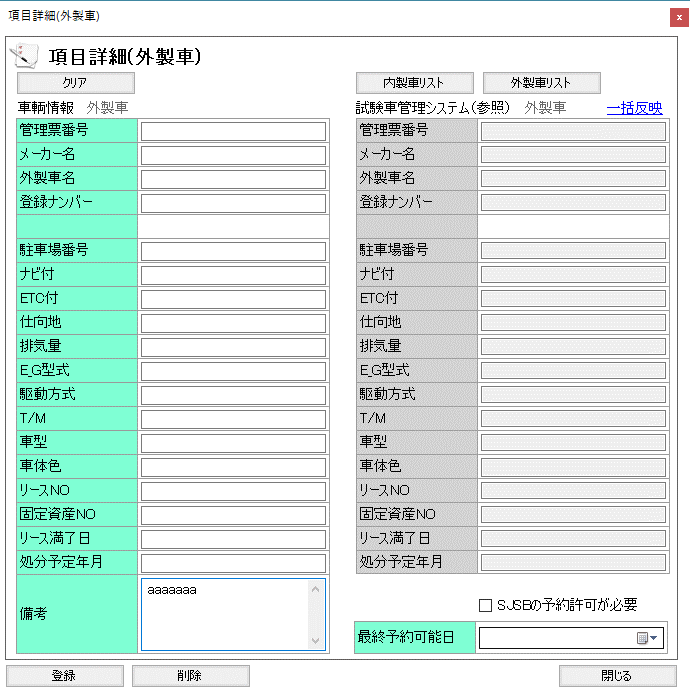 項目詳細(外製車)
x
項目詳細(外製車)
クリア
内製車リスト
外製車リスト
車輌情報 外製車
試験車管理システム(参照) 外製車 一括反映
管理票番号
メーカー名
外製車名
登録ナンバー
駐車場番号
ナビ付
ETC付
仕向地
排気量
E_G型式
駆動方式
T/M
車型
車体色
リースNO
固定資産NO
リース満了日
処分予定年月
備考
aaaaaaa
管理票番号
メーカー名
外製車名
登録ナンバー
駐車場番号
ナビ付
ETC付
仕向地
排気量
E_G型式
駆動方式
T/M
車型
車体色
リースNO
固定資産NO
リース満了日
処分予定年月
SJSBの予約許可が必要
最終予約可能日
登録
削除
閉じる